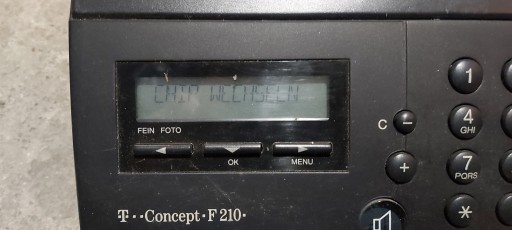 CHIP WECHSELN
FEIN FOTO
C −
◄ ▼ ►
OK MENU
+
1
4
GHI
7
PQRS
*
T··Concept·F 210·